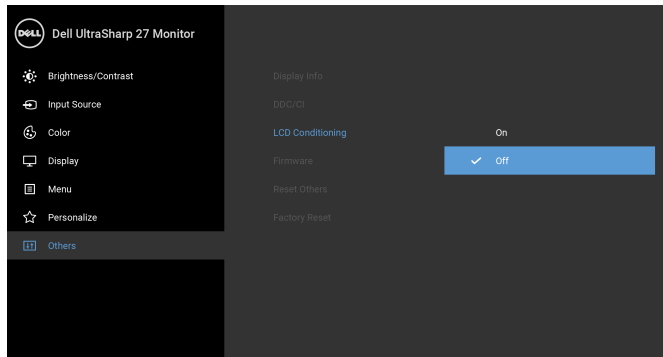 DELL Dell UltraSharp 27 Monitor
Brightness/Contrast
Input Source
Color
Display
Menu
Personalize
Others
Display Info
DDC/CI
LCD Conditioning
Firmware
Reset Others
Factory Reset
On
Off